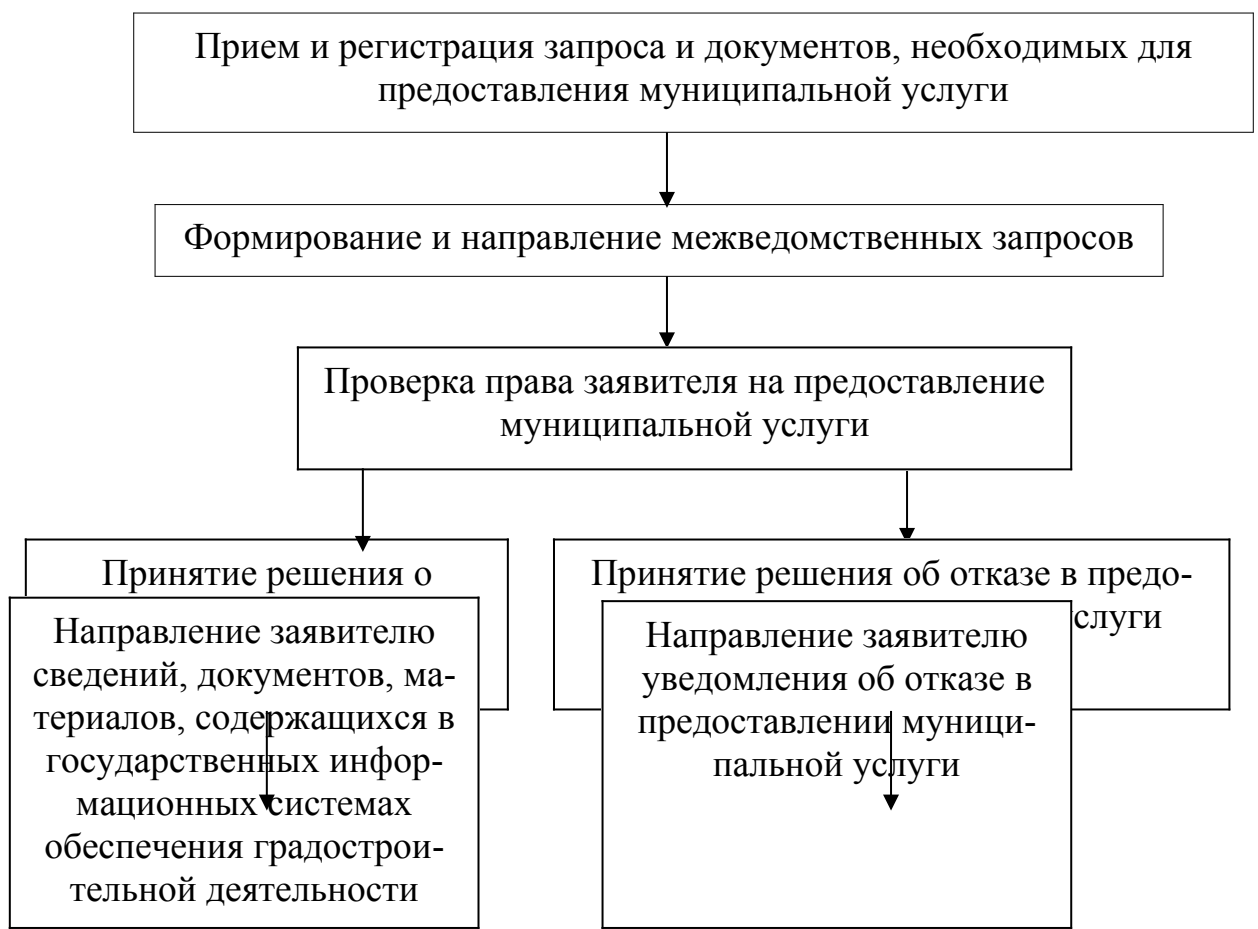 Прием и регистрация запроса и документов, необходимых для
предоставления муниципальной услуги
Формирование и направление межведомственных запросов
Проверка права заявителя на предоставление
муниципальной услуги
Принятие решения о
Направление заявителю
сведений, документов, ма-
териалов, содержащихся в
государственных инфор-
мационных системах
обеспечения градострои-
тельной деятельности
Принятие решения об отказе в предо-
услуги
Направление заявителю
уведомления об отказе в
предоставлении муници-
пальной услуги